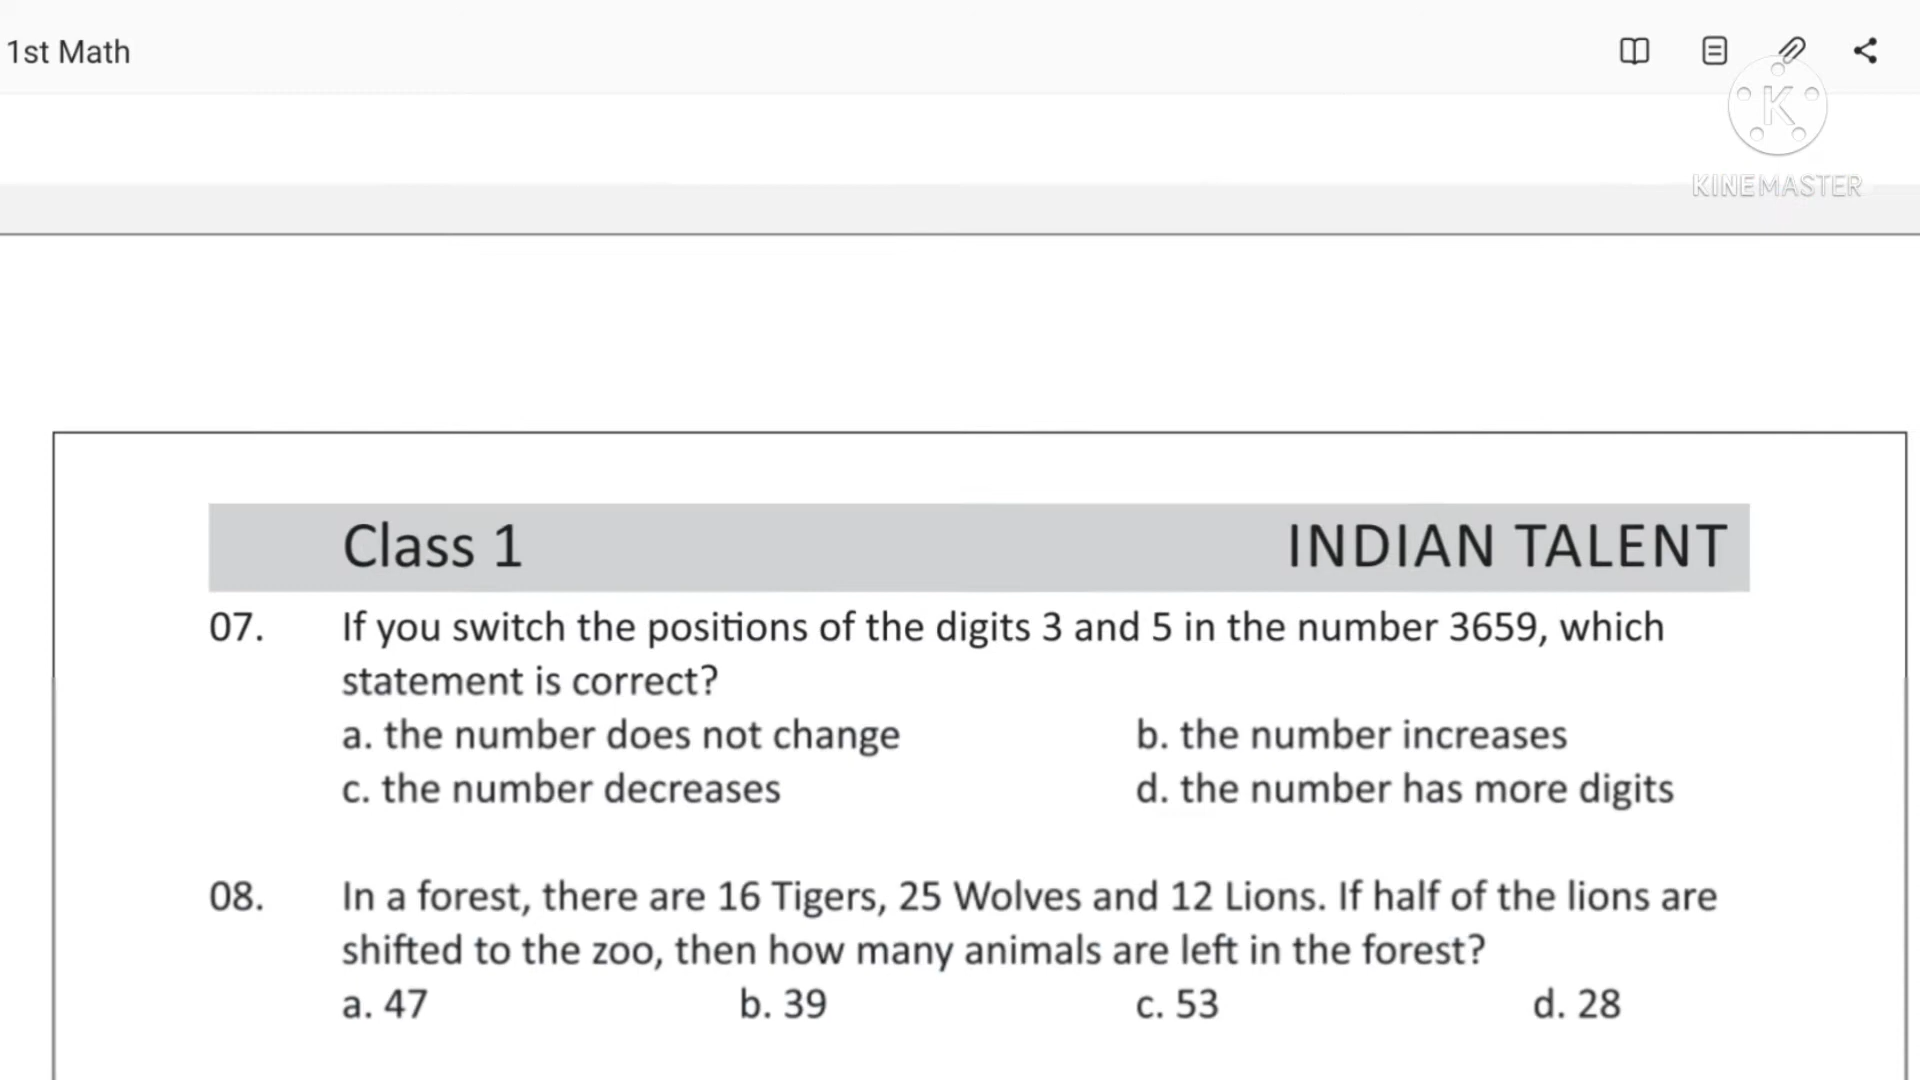 1st Math
KINEMASTER
Class 1 INDIAN TALENT
07. If you switch the positions of the digits 3 and 5 in the number 3659, which
statement is correct?
a. the number does not change b. the number increases
c. the number decreases d. the number has more digits
08. In a forest, there are 16 Tigers, 25 Wolves and 12 Lions. If half of the lions are
shifted to the zoo, then how many animals are left in the forest?
a. 47 b. 39 c. 53 d. 28